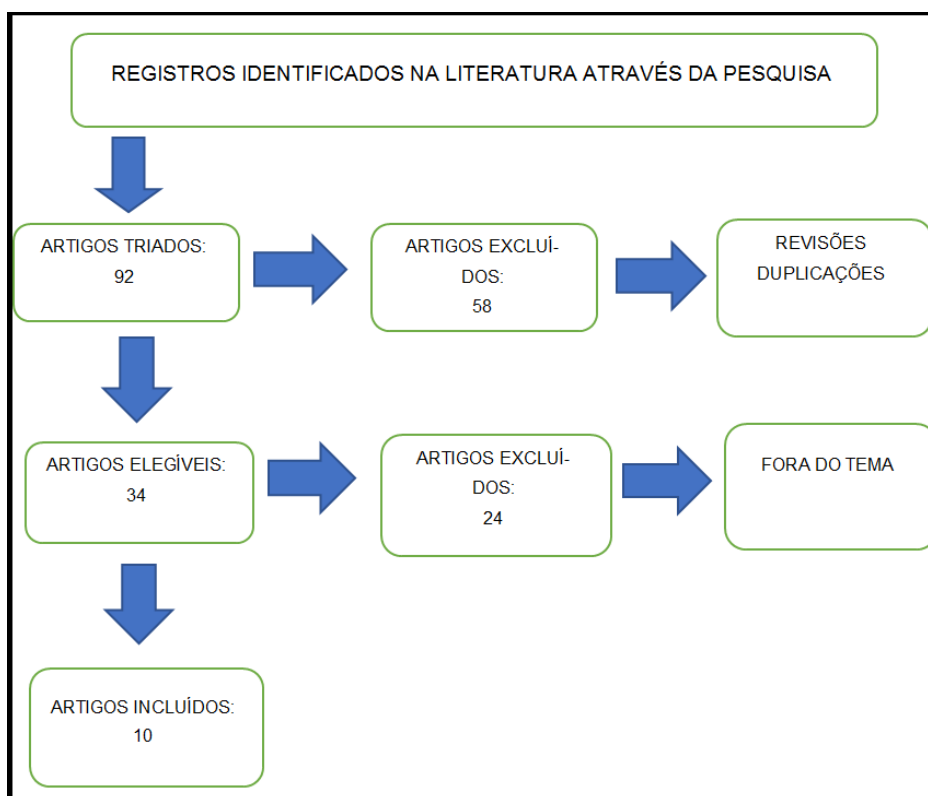 REGISTROS IDENTIFICADOS NA LITERATURA ATRAVÉS DA PESQUISA
ARTIGOS TRIADOS:
92
ARTIGOS EXCLUÍ-
DOS:
58
REVISÕES
DUPLICAÇÕES
ARTIGOS ELEGÍVEIS:
34
ARTIGOS EXCLUÍ-
DOS:
24
FORA DO TEMA
ARTIGOS INCLUÍDOS:
10